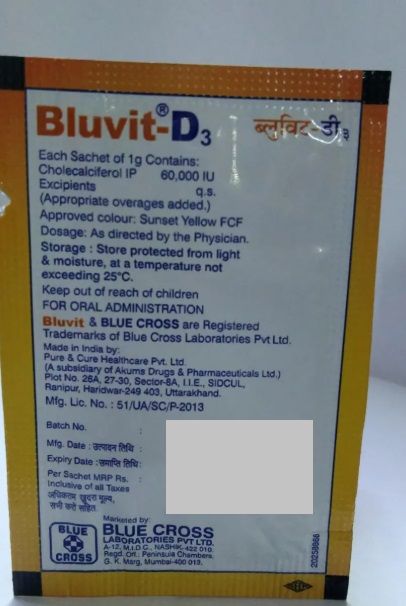 Bluvit®-D3 ब्लुविट-डी३
Each Sachet of 1g Contains:
Cholecalciferol IP 60,000 IU
Excipients q.s.
(Appropriate overages added.)
Approved colour: Sunset Yellow FCF
Dosage: As directed by the Physician.
Storage : Store protected from light
& moisture, at a temperature not
exceeding 25°C.
Keep out of reach of children
FOR ORAL ADMINISTRATION
Bluvit & BLUE CROSS are Registered
Trademarks of Blue Cross Laboratories Pvt Ltd.
Made in India by:
Pure & Cure Healthcare Pvt. Ltd.
(A subsidiary of Akums Drugs & Pharmaceuticals Ltd.)
Plot No. 26A, 27-30, Sector-8A, I.I.E., SIDCUL,
Ranipur, Haridwar-249 403, Uttarakhand.
Mfg. Lic. No. : 51/UA/SC/P-2013
Batch No. :
Mfg. Date : उत्पादन तिथि :
Expiry Date : समाप्ति तिथि :
Per Sachet MRP Rs. :
Inclusive of all Taxes
अधिकतम खुदरा मूल्य,
सभी करों सहित
Marketed by:
BLUE CROSS
BLUE CROSS
LABORATORIES PVT LTD.
A-12, M.I.D.C., NASHIK-422 010.
Regd. Off.: Peninsula Chambers,
G. K. Marg, Mumbai-400 013.